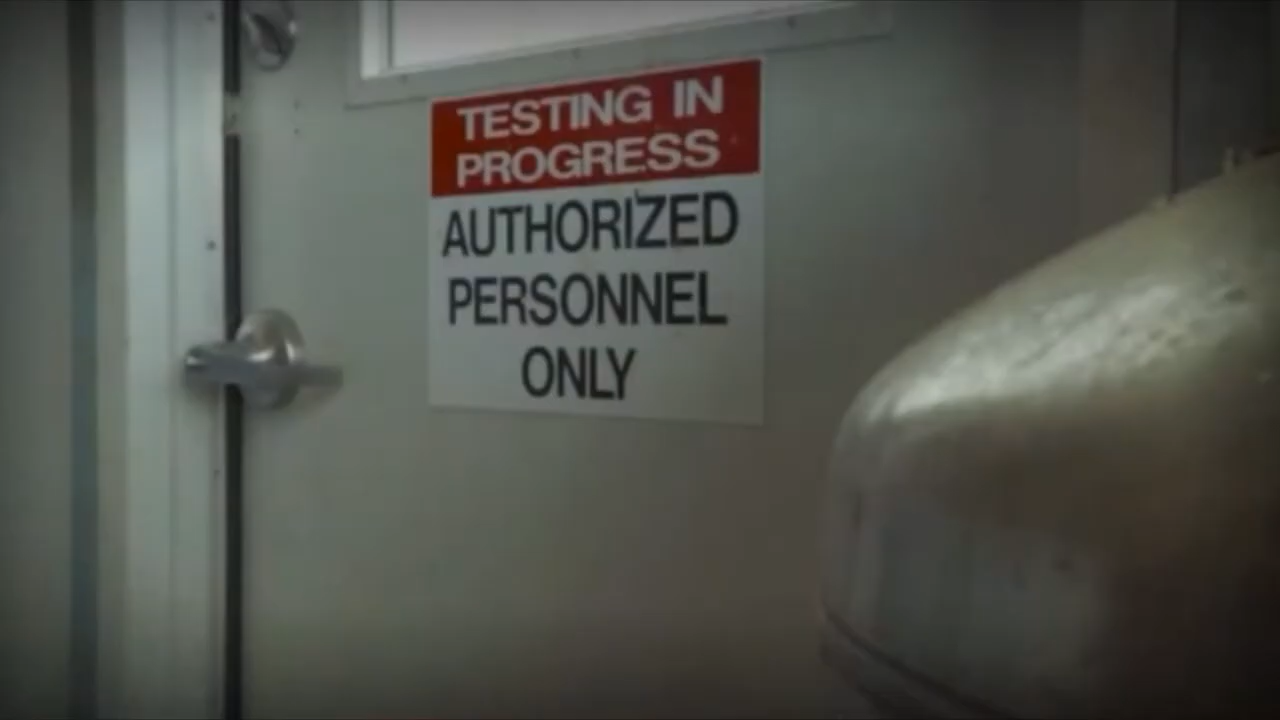 TESTING IN
PROGRESS
AUTHORIZED
PERSONNEL
ONLY